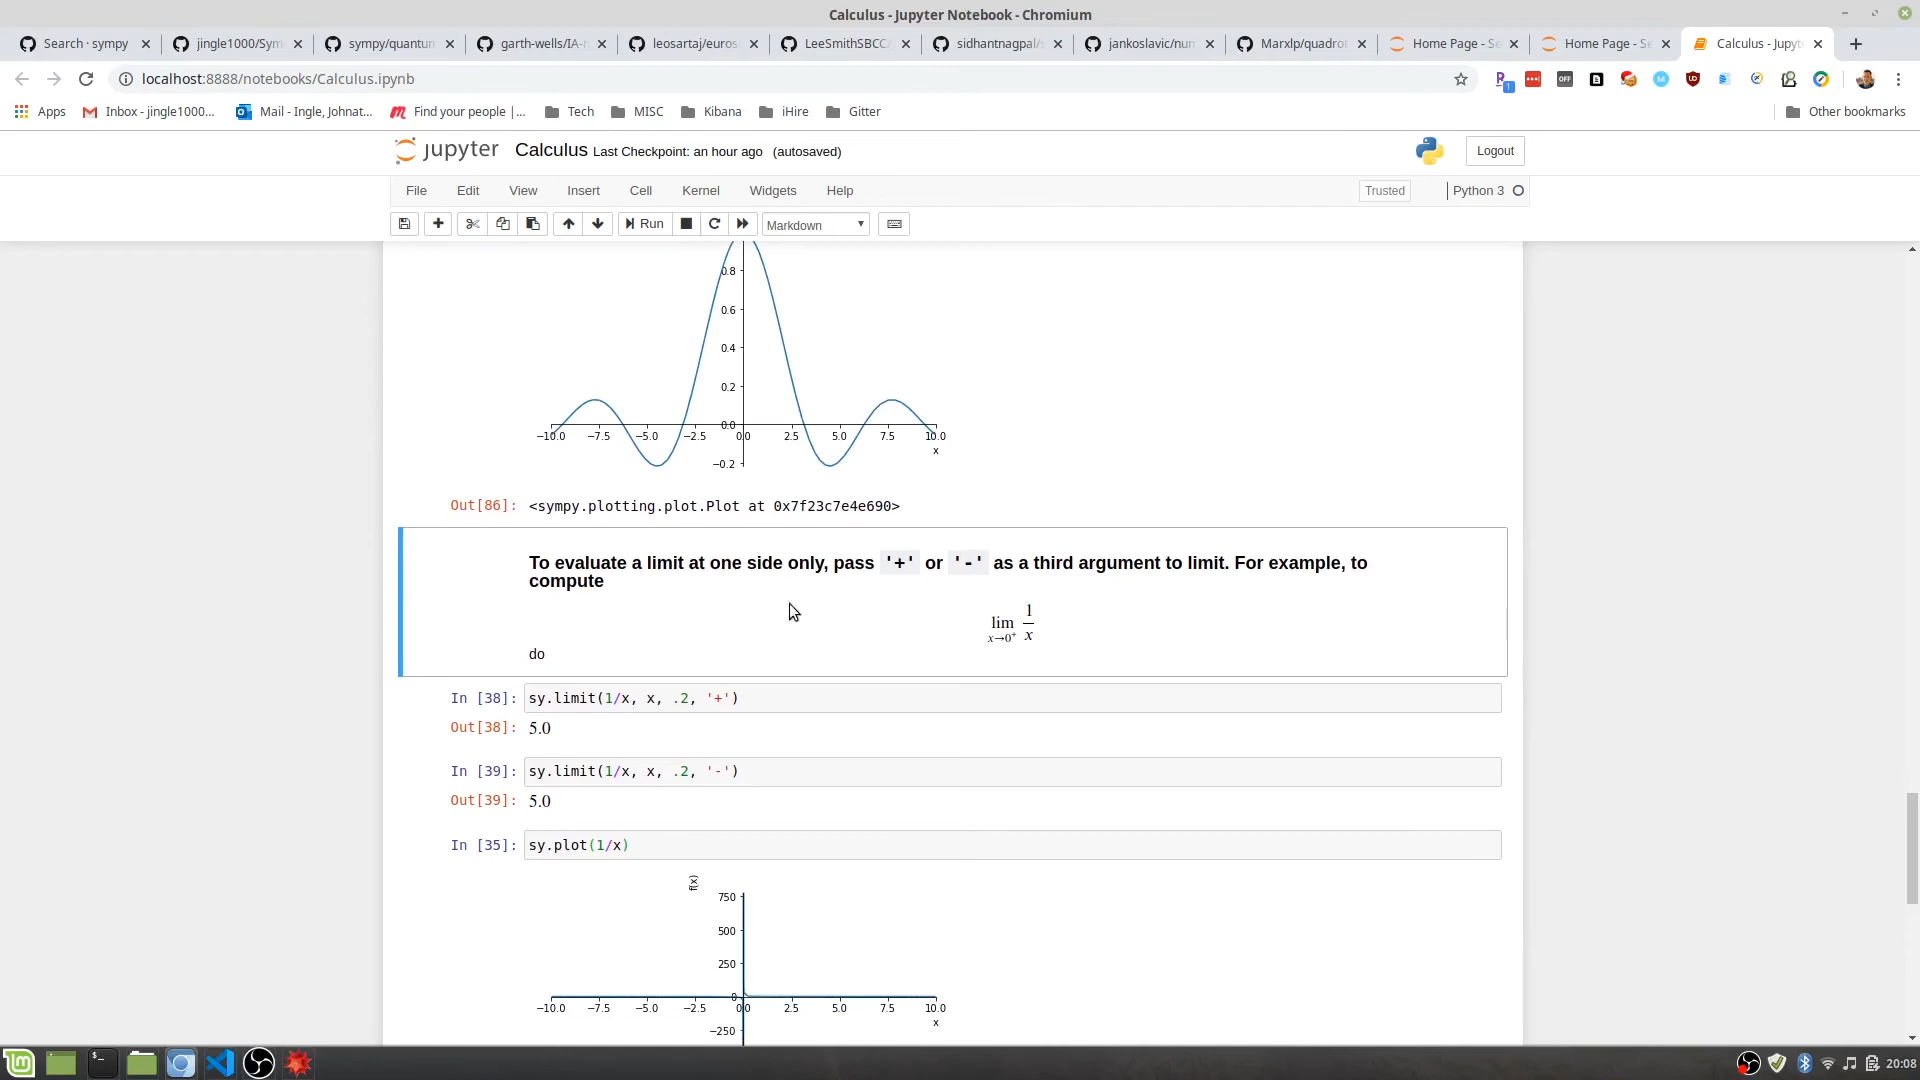 Calculus - Jupyter Notebook - Chromium
Search · sympy
jingle1000/Sym
sympy/quantum
garth-wells/IA-
leosartaj/euros
LeeSmithSBCC/
sidhantnagpal/
jankoslavic/num
Marxlp/quadrot
Home Page - Se
Home Page - Se
Calculus - Jupyt
localhost:8888/notebooks/Calculus.ipynb
Apps
Inbox - jingle1000...
Mail - Ingle, Johnat...
Find your people |...
Tech
MISC
Kibana
iHire
Gitter
Other bookmarks
jupyter
Calculus Last Checkpoint: an hour ago (autosaved)
Logout
File Edit View Insert Cell Kernel Widgets Help
Trusted
Python 3
Run
Markdown
0.8
0.6
0.4
0.2
0.0
−10.0 −7.5 −5.0 −2.5 0.0 2.5 5.0 7.5 10.0
x
−0.2
Out[86]: <sympy.plotting.plot.Plot at 0x7f23c7e4e690>
To evaluate a limit at one side only, pass '+' or '-' as a third argument to limit. For example, to
compute
lim x→0⁺ 1/x
do
In [38]: sy.limit(1/x, x, .2, '+')
Out[38]: 5.0
In [39]: sy.limit(1/x, x, .2, '-')
Out[39]: 5.0
In [35]: sy.plot(1/x)
f(x)
750
500
250
0
−10.0 −7.5 −5.0 −2.5 0.0 2.5 5.0 7.5 10.0
x
−250
20:08